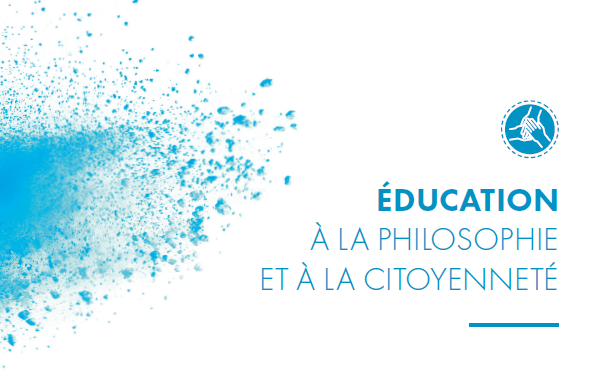 ÉDUCATION
À LA PHILOSOPHIE
ET À LA CITOYENNETÉ